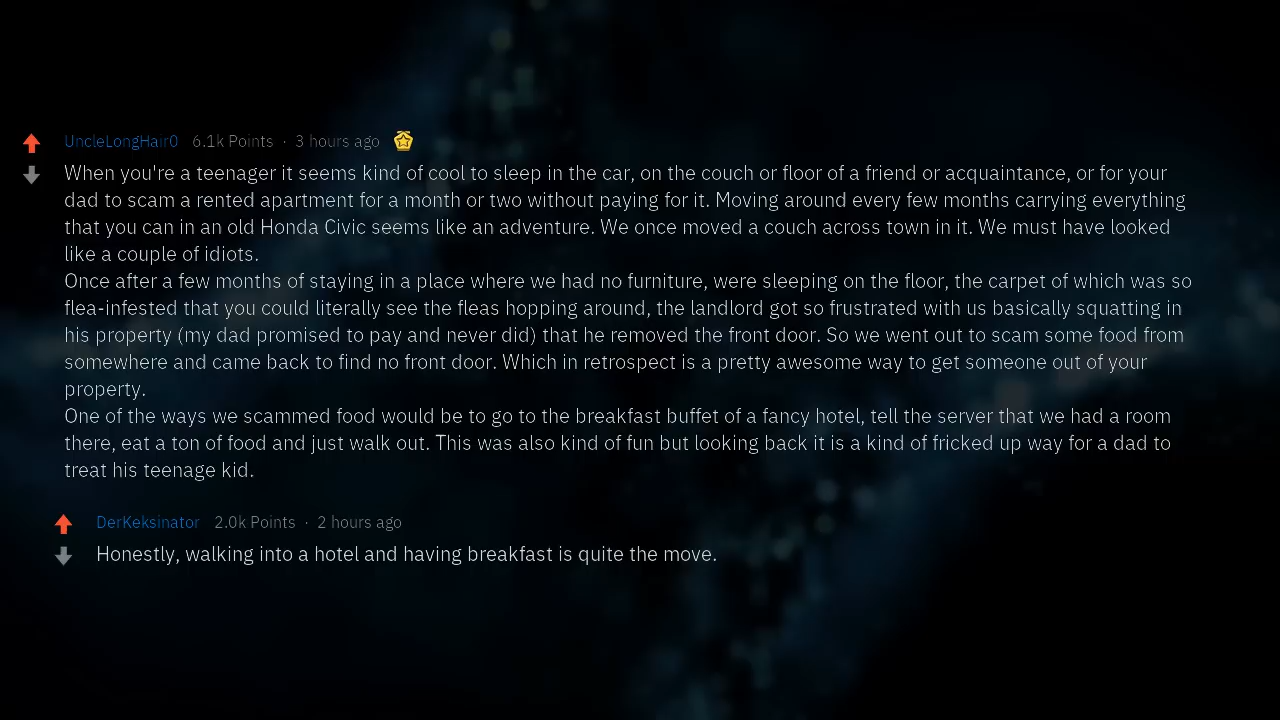 UncleLongHair0 6.1k Points · 3 hours ago
When you're a teenager it seems kind of cool to sleep in the car, on the couch or floor of a friend or acquaintance, or for your
dad to scam a rented apartment for a month or two without paying for it. Moving around every few months carrying everything
that you can in an old Honda Civic seems like an adventure. We once moved a couch across town in it. We must have looked
like a couple of idiots.
Once after a few months of staying in a place where we had no furniture, were sleeping on the floor, the carpet of which was so
flea-infested that you could literally see the fleas hopping around, the landlord got so frustrated with us basically squatting in
his property (my dad promised to pay and never did) that he removed the front door. So we went out to scam some food from
somewhere and came back to find no front door. Which in retrospect is a pretty awesome way to get someone out of your
property.
One of the ways we scammed food would be to go to the breakfast buffet of a fancy hotel, tell the server that we had a room
there, eat a ton of food and just walk out. This was also kind of fun but looking back it is a kind of fricked up way for a dad to
treat his teenage kid.
DerKeksinator 2.0k Points · 2 hours ago
Honestly, walking into a hotel and having breakfast is quite the move.